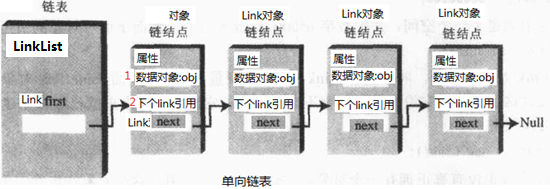 链表
LinkList
Link first
对象
链结点
属性
1 数据对象:obj
2 下个link引用
Link next
Link对象
链结点
属性
数据对象:obj
下个link引用
next
Link对象
链结点
属性
数据对象:obj
下个link引用
next
Link对象
链结点
属性
数据对象:obj
下个link引用
next
Null
单向链表